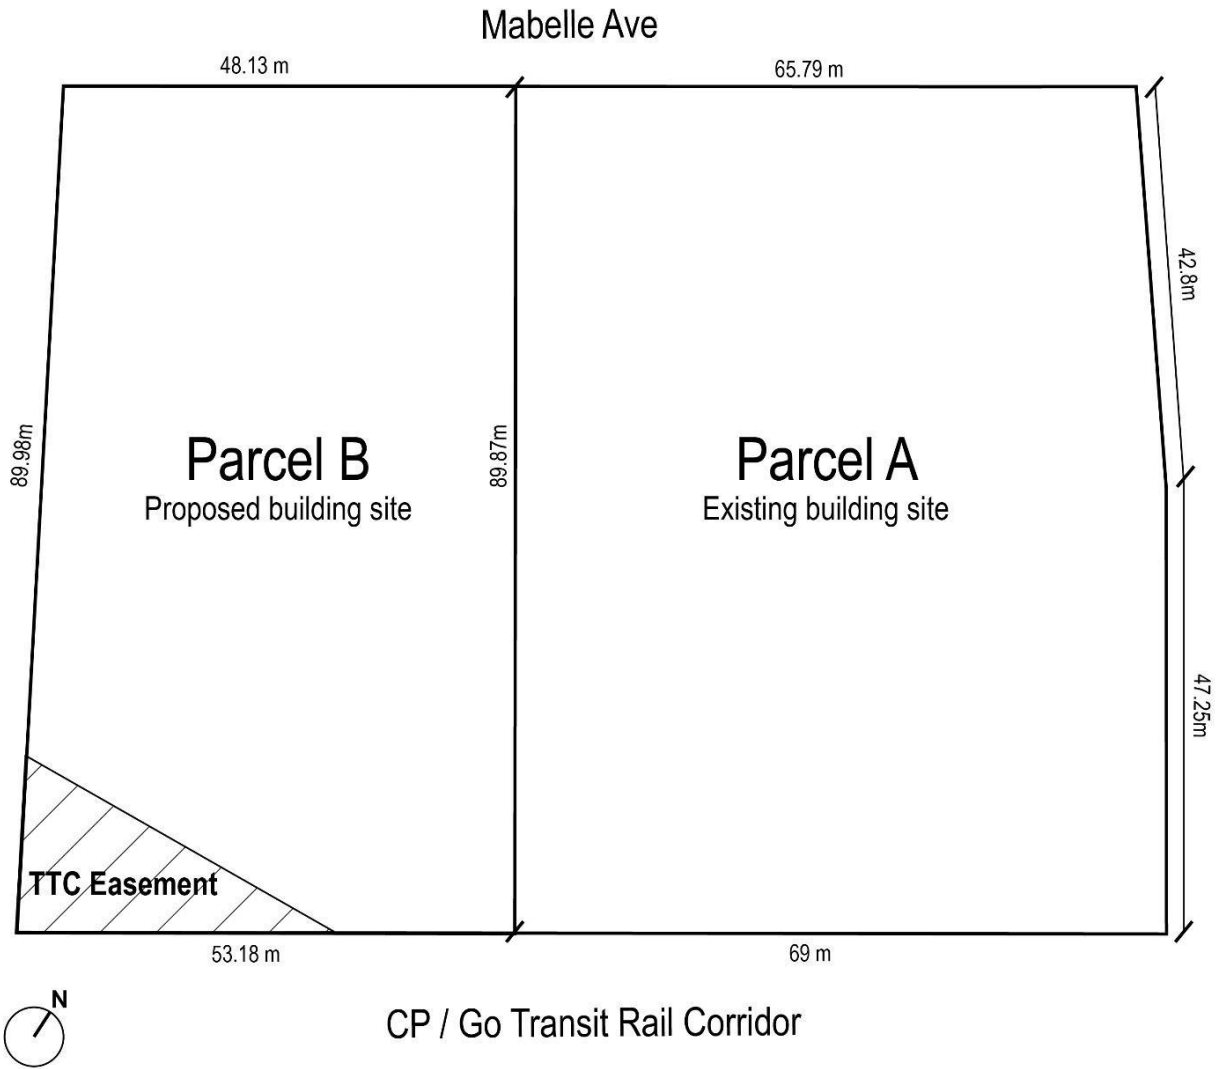 Mabelle Ave
48.13 m
65.79 m
42.8m
89.98m
89.87m
Parcel B
Proposed building site
Parcel A
Existing building site
47.25m
TTC Easement
53.18 m
69 m
N
CP / Go Transit Rail Corridor